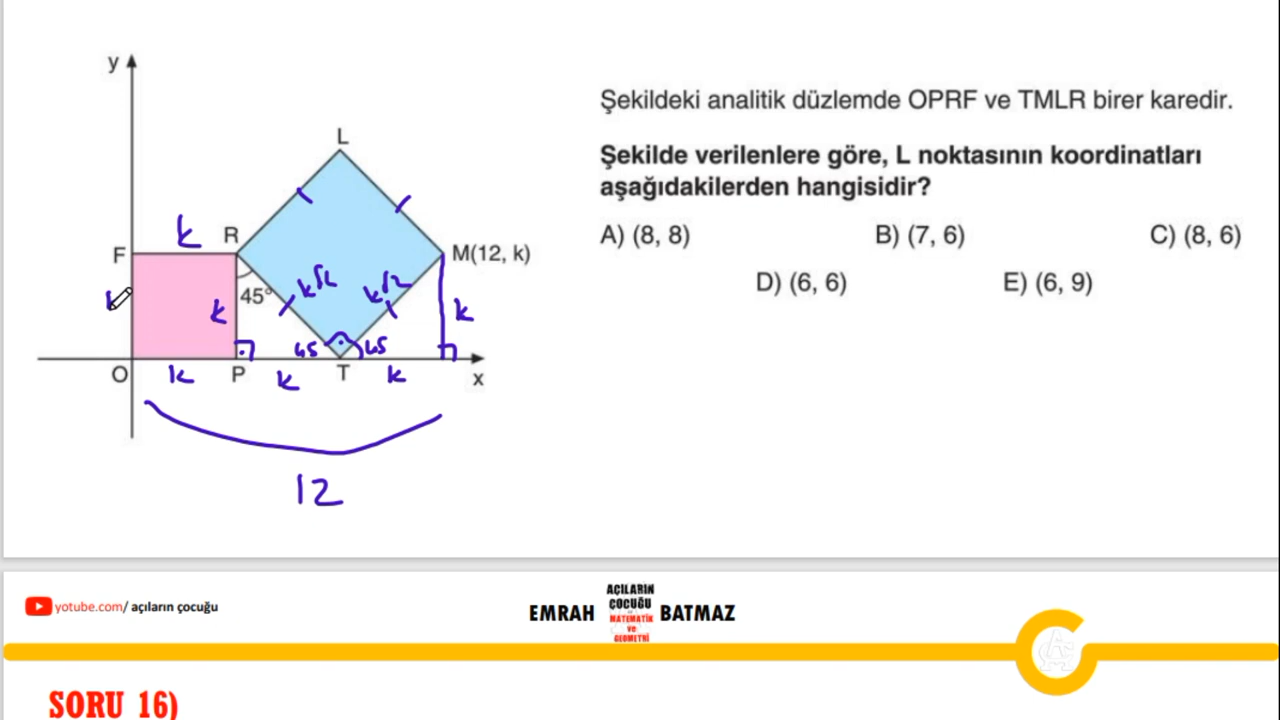 y
L
k
F
R
M(12, k)
45°
k√2
k√2
k
k
k
45
45
O
k
P
k
T
k
x
12
Şekildeki analitik düzlemde OPRF ve TMLR birer karedir.
Şekilde verilenlere göre, L noktasının koordinatları
aşağıdakilerden hangisidir?
A) (8, 8) B) (7, 6) C) (8, 6)
D) (6, 6) E) (6, 9)
yotube.com/ açıların çocuğu
EMRAH
AÇILARIN
ÇOCUĞU
MATEMATİK
ve
GEOMETRİ
BATMAZ
SORU 16)